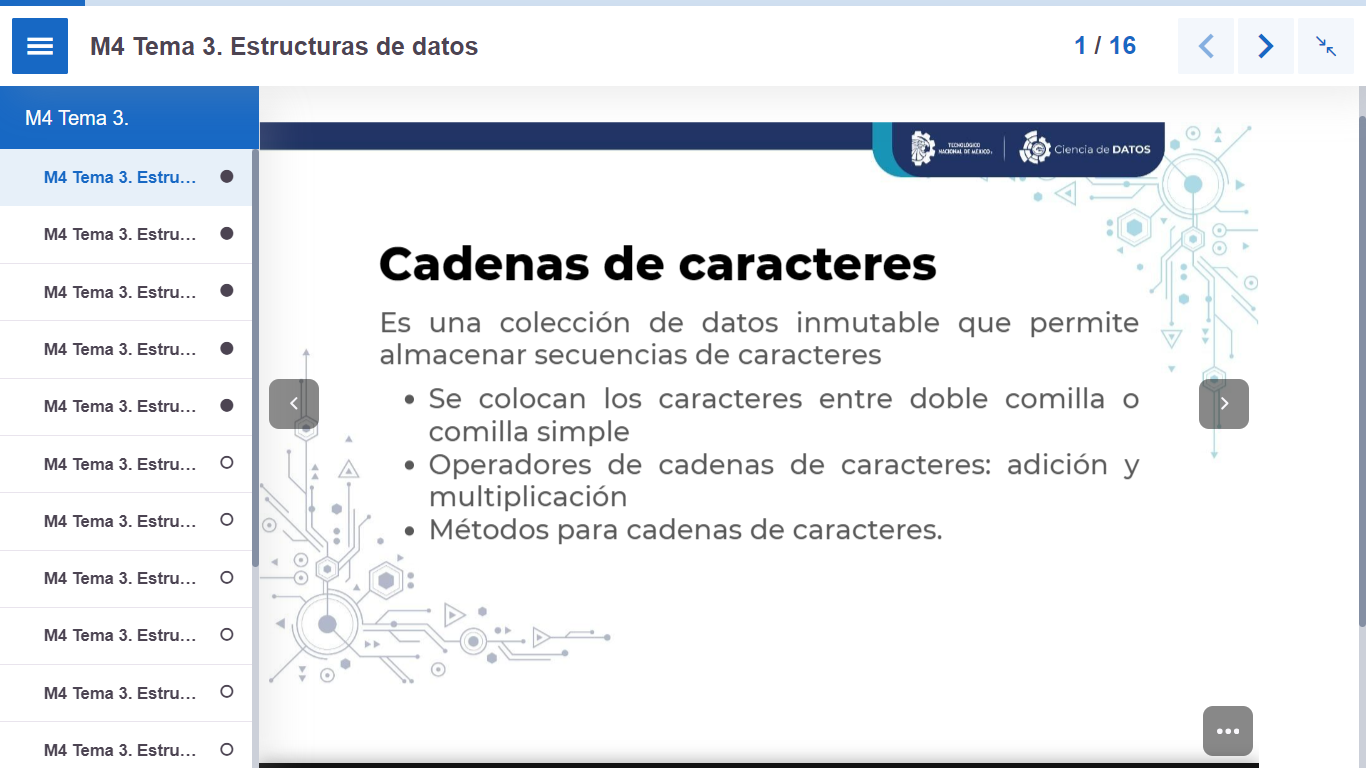 M4 Tema 3. Estructuras de datos
1 / 16
M4 Tema 3.
M4 Tema 3. Estru...
M4 Tema 3. Estru...
M4 Tema 3. Estru...
M4 Tema 3. Estru...
M4 Tema 3. Estru...
M4 Tema 3. Estru...
M4 Tema 3. Estru...
M4 Tema 3. Estru...
M4 Tema 3. Estru...
M4 Tema 3. Estru...
M4 Tema 3. Estru...
TECNOLÓGICO
NACIONAL DE MÉXICO
Ciencia de DATOS
Cadenas de caracteres
Es una colección de datos inmutable que permite
almacenar secuencias de caracteres
• Se colocan los caracteres entre doble comilla o
comilla simple
• Operadores de cadenas de caracteres: adición y
multiplicación
• Métodos para cadenas de caracteres.